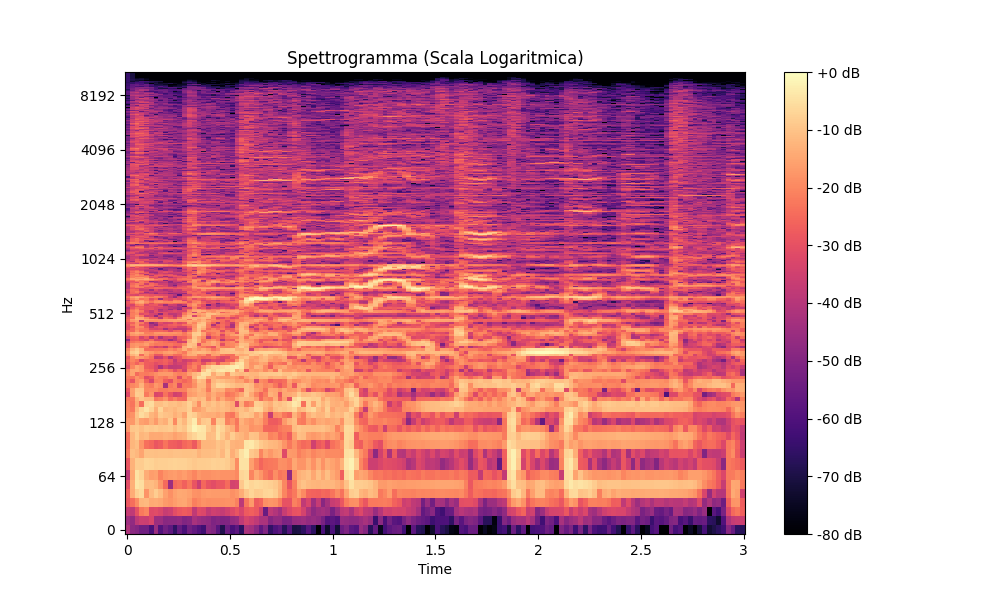 Spettrogramma (Scala Logaritmica)
Hz
8192
4096
2048
1024
512
256
128
64
0
0
0.5
1
1.5
2
2.5
3
Time
+0 dB
-10 dB
-20 dB
-30 dB
-40 dB
-50 dB
-60 dB
-70 dB
-80 dB